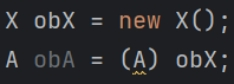 X obX = new X();
A obA = (A) obX;